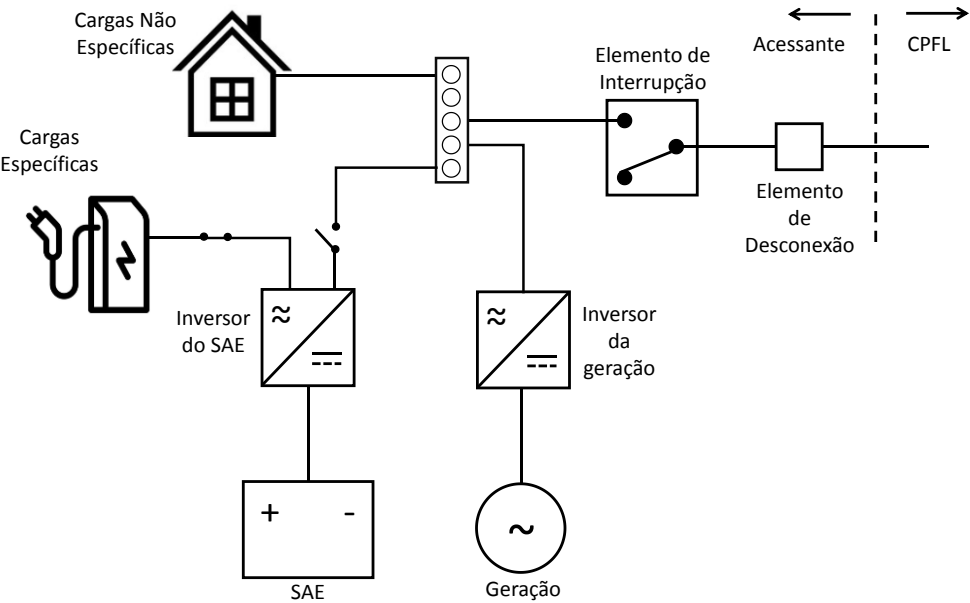 Cargas Não
Específicas
Elemento de
Interrupção
Acessante
CPFL
Cargas
Específicas
Elemento
de
Desconexão
Inversor
do SAE
Inversor
da
geração
+ -
SAE
~
Geração